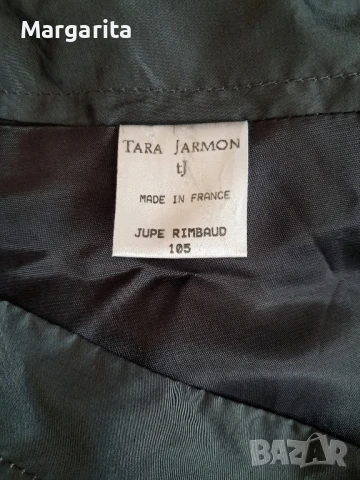 Margarita
TARA JARMON
tJ
MADE IN FRANCE
JUPE RIMBAUD
105
BAZAR